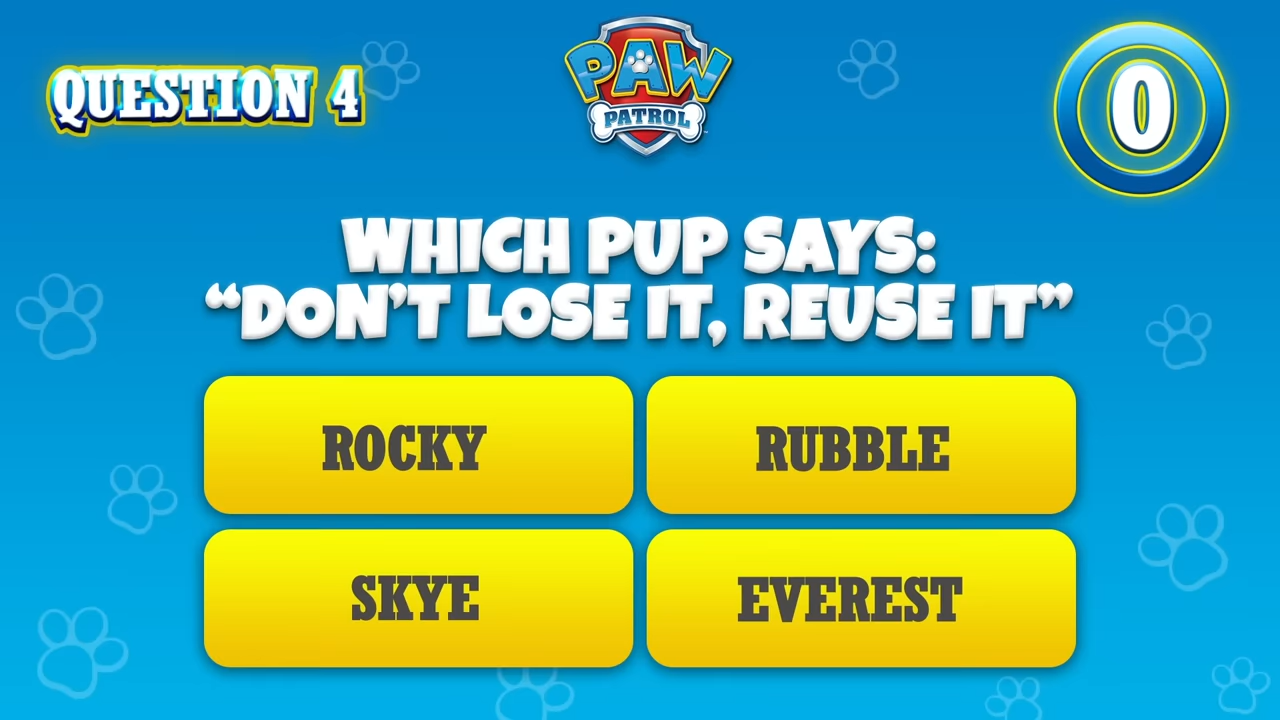 QUESTION 4
PAW
PATROL
0
WHICH PUP SAYS:
“DON’T LOSE IT, REUSE IT”
ROCKY
RUBBLE
SKYE
EVEREST